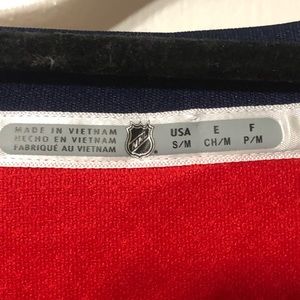 MADE IN VIETNAM
HECHO EN VIETNAM
FABRIQUÉ AU VIETNAM
NHL
USA E F
S/M CH/M P/M